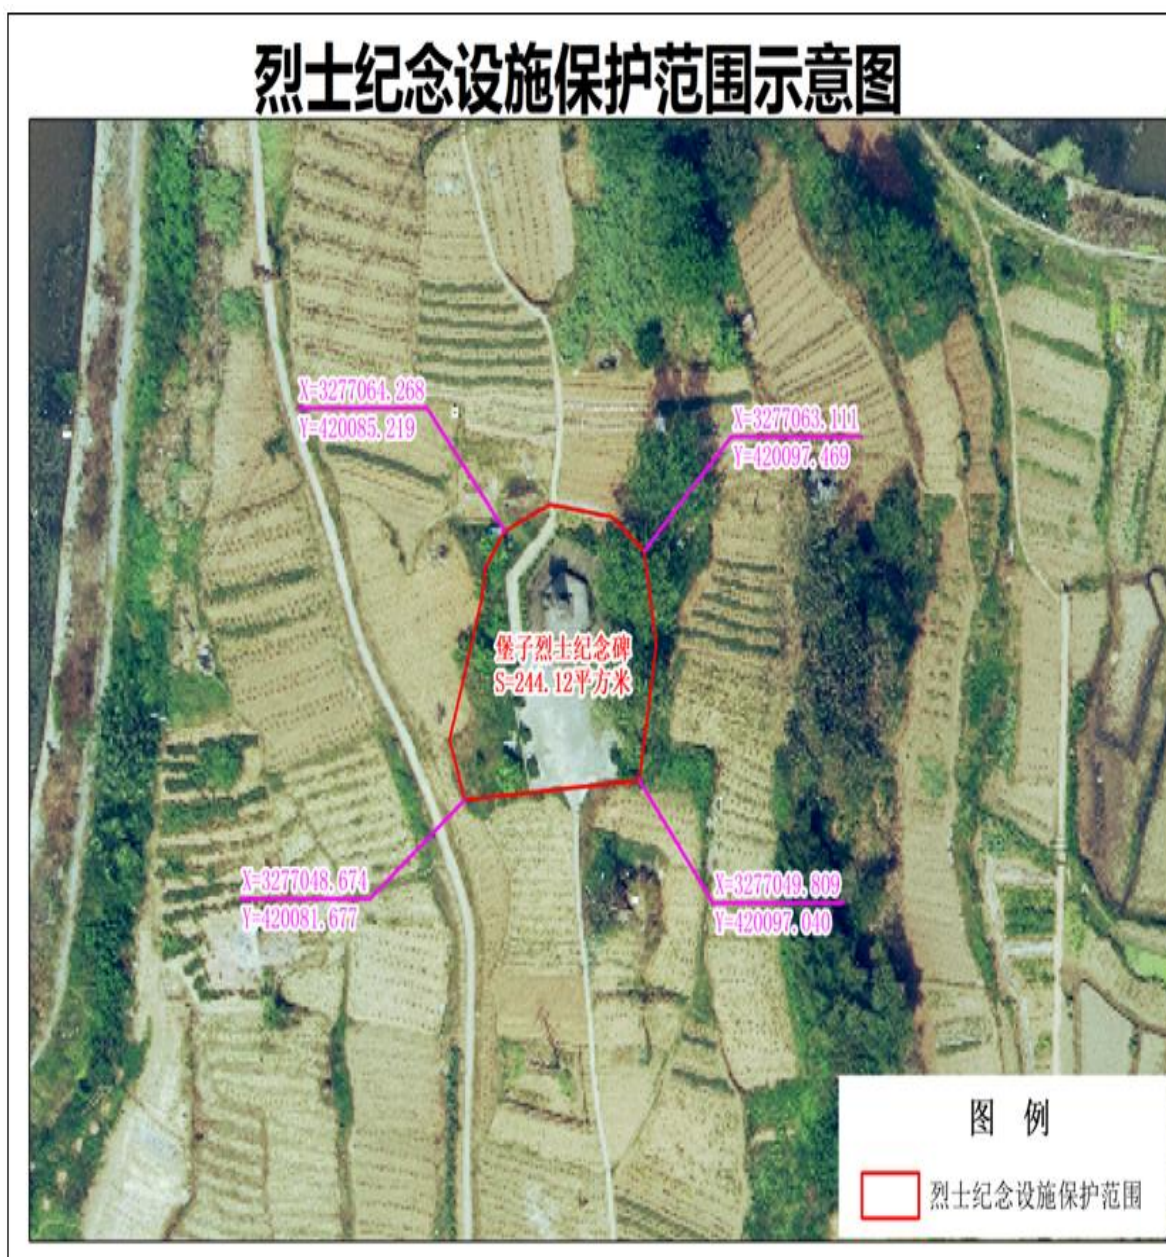 烈士纪念设施保护范围示意图
X=3277064.268
Y=420085.219
X=3277063.111
Y=420097.469
堡子烈士纪念碑
S=244.12平方米
X=3277048.674
Y=420081.677
X=3277049.809
Y=420097.040
图 例
烈士纪念设施保护范围